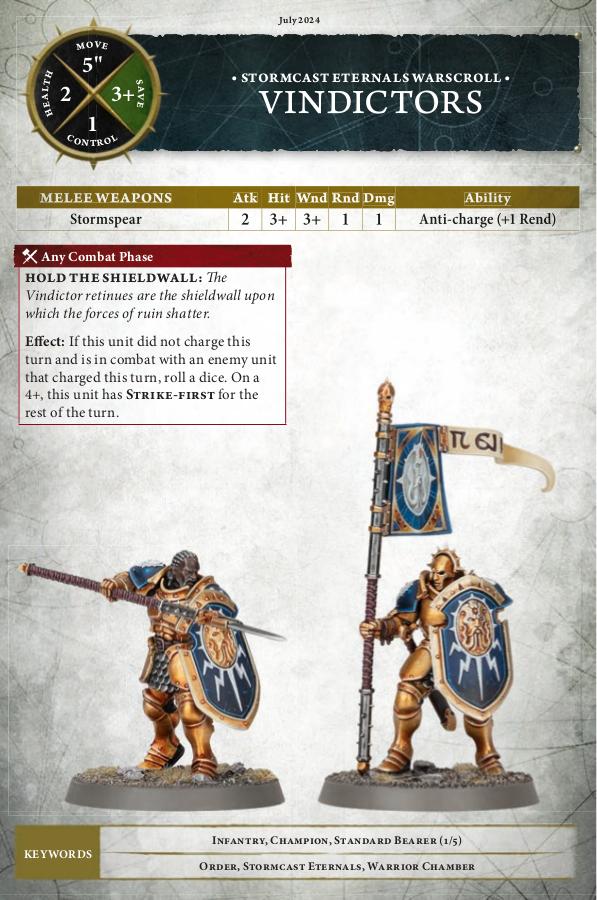 July 2024
MOVE
5"
HEALTH
2
3+
SAVE
1
CONTROL
• STORMCAST ETERNALS WARSCROLL •
VINDICTORS
MELEE WEAPONS Atk Hit Wnd Rnd Dmg Ability
Stormspear 2 3+ 3+ 1 1 Anti-charge (+1 Rend)
Any Combat Phase
HOLD THE SHIELDWALL: The
Vindictor retinues are the shieldwall upon
which the forces of ruin shatter.
Effect: If this unit did not charge this
turn and is in combat with an enemy unit
that charged this turn, roll a dice. On a
4+, this unit has STRIKE-FIRST for the
rest of the turn.
KEYWORDS
INFANTRY, CHAMPION, STANDARD BEARER (1/5)
ORDER, STORMCAST ETERNALS, WARRIOR CHAMBER